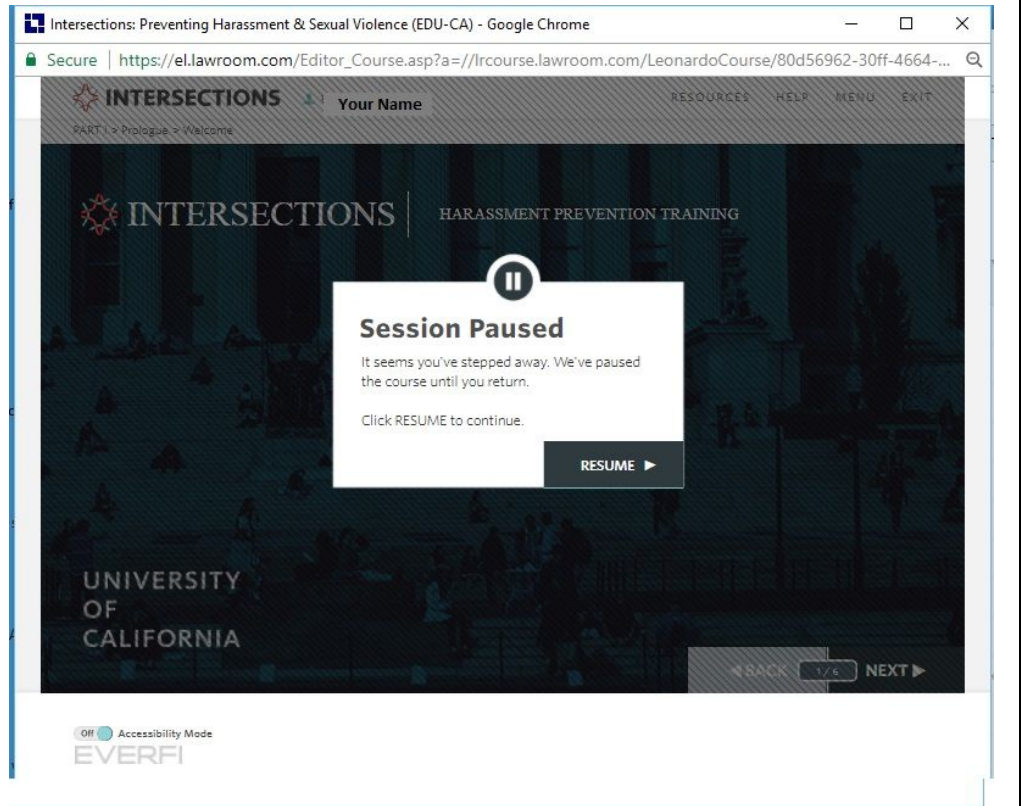 Intersections: Preventing Harassment & Sexual Violence (EDU-CA) - Google Chrome
Secure | https://el.lawroom.com/Editor_Course.asp?a=//lrcourse.lawroom.com/LeonardoCourse/80d56962-30ff-4664-...
INTERSECTIONS Your Name RESOURCES HELP MENU EXIT
PART I > Prologue > Welcome
INTERSECTIONS HARASSMENT PREVENTION TRAINING
Session Paused
It seems you've stepped away. We've paused
the course until you return.
Click RESUME to continue.
RESUME
UNIVERSITY
OF
CALIFORNIA
BACK 1/6 NEXT
Off Accessibility Mode
EVERFI